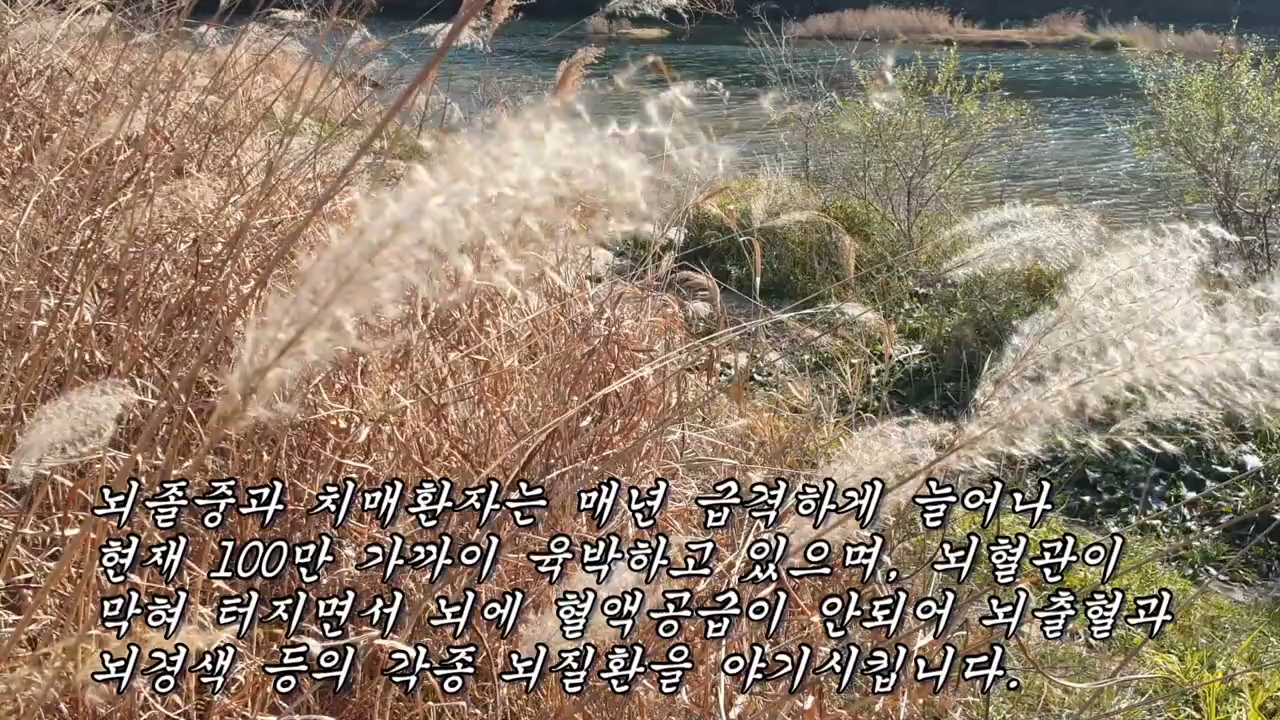 뇌졸중과 치매환자는 매년 급격하게 늘어나
현재 100만 가까이 육박하고 있으며, 뇌혈관이
막혀 터지면서 뇌에 혈액공급이 안되어 뇌출혈과
뇌경색 등의 각종 뇌질환을 야기시킵니다.